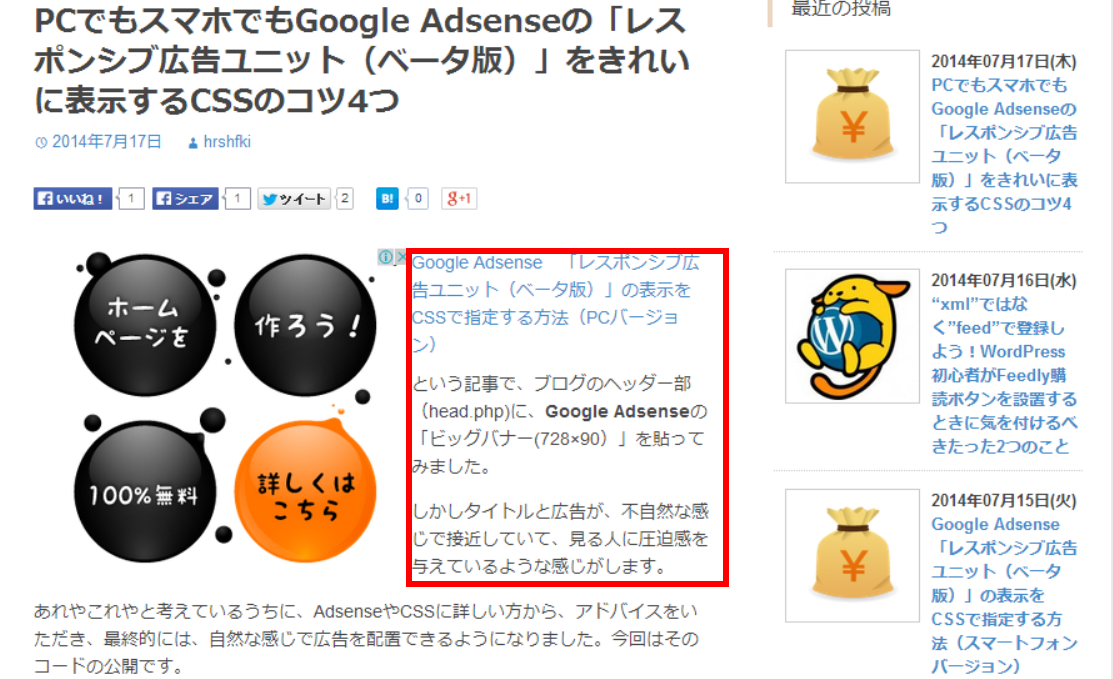 PCでもスマホでもGoogle Adsenseの「レス
ポンシブ広告ユニット（ベータ版）」をきれい
に表示するCSSのコツ4つ
2014年7月17日 hrshfki
いいね！ 1 シェア 1 ツイート 2 B! 0 g+1
ホーム
ページを
作ろう！
100%無料
詳しくは
こちら
Google Adsense　「レスポンシブ広
告ユニット（ベータ版）」の表示を
CSSで指定する方法（PCバージョ
ン）
という記事で、ブログのヘッダー部
（head.php)に、Google Adsenseの
「ビッグバナー(728×90）」を貼って
みました。
しかしタイトルと広告が、不自然な感
じで接近していて、見る人に圧迫感を
与えているような感じがします。
あれやこれやと考えているうちに、AdsenseやCSSに詳しい方から、アドバイスをい
ただき、最終的には、自然な感じで広告を配置できるようになりました。今回はその
コードの公開です。
最近の投稿
¥
2014年07月17日(木)
PCでもスマホでも
Google Adsenseの
「レスポンシブ広告
ユニット（ベータ
版）」をきれいに表
示するCSSのコツ4
つ
2014年07月16日(水)
“xml”ではな
く”feed”で登録し
よう！WordPress
初心者がFeedly購
読ボタンを設置する
ときに気を付けるべ
きたった2つのこと
¥
2014年07月15日(火)
Google Adsense
「レスポンシブ広告
ユニット（ベータ
版）」の表示を
CSSで指定する方
法（スマートフォン
バージョン）